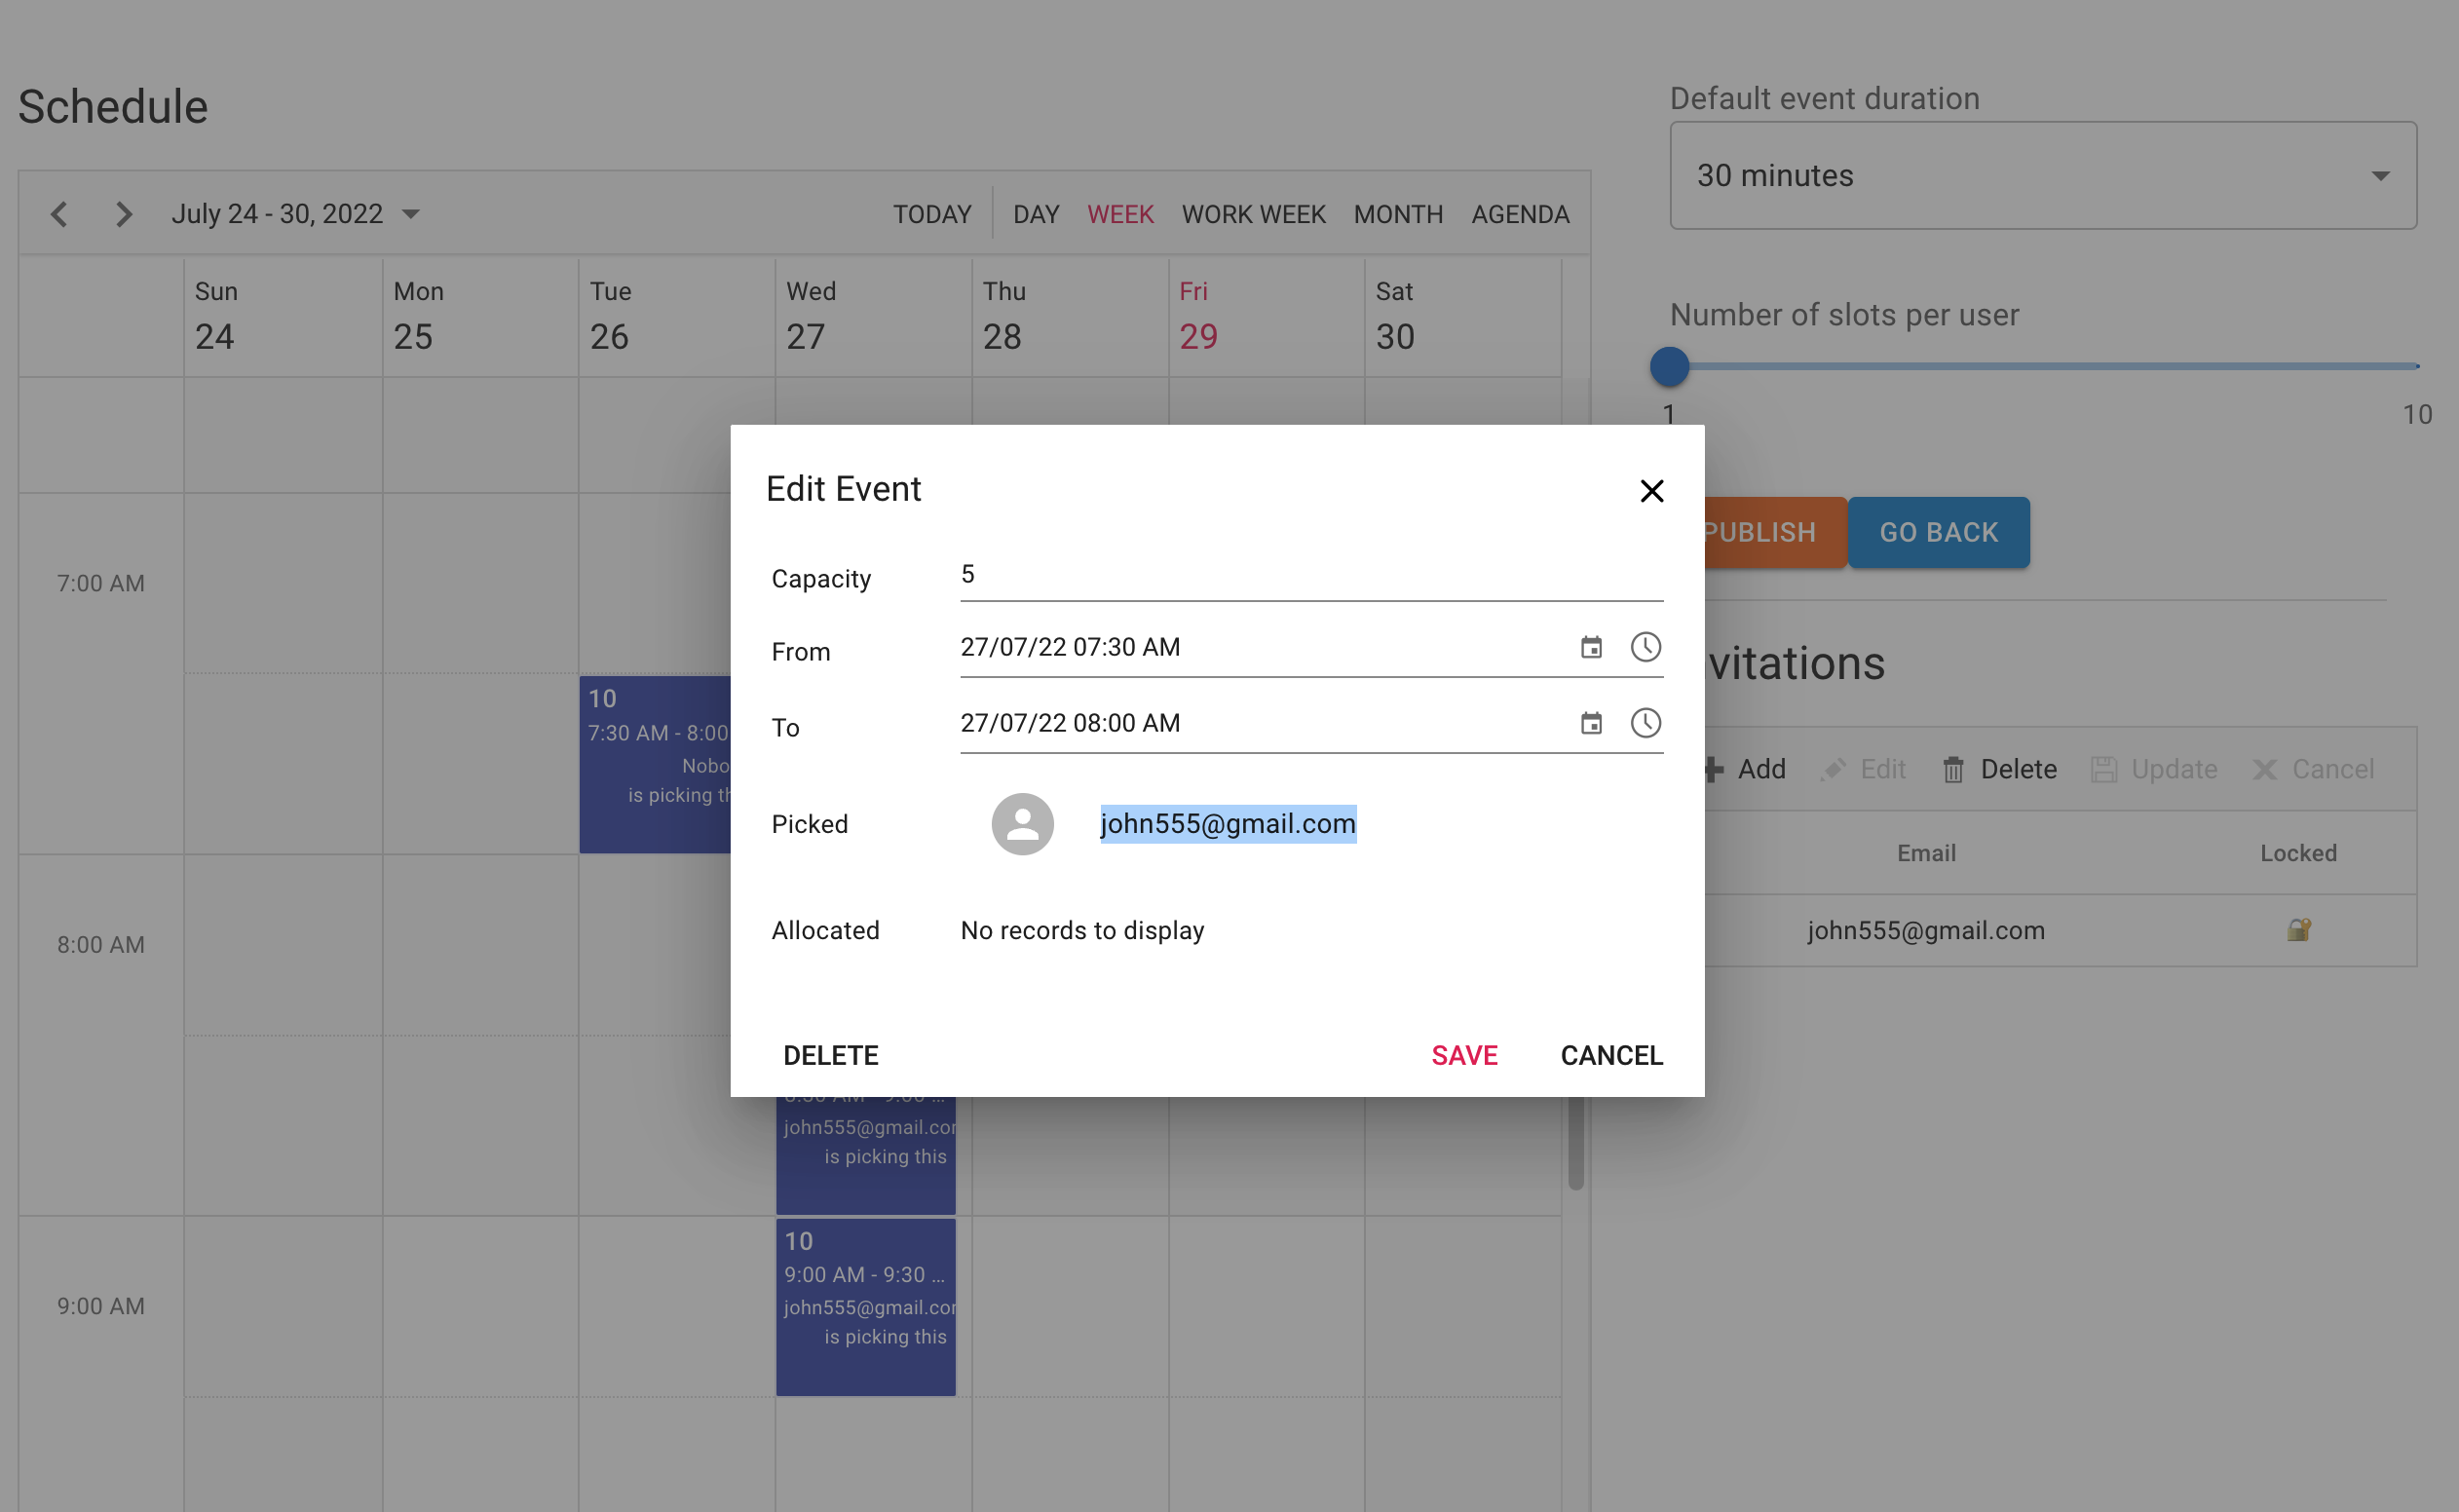 Schedule
July 24 - 30, 2022
TODAY DAY WEEK WORK WEEK MONTH AGENDA
Sun Mon Tue Wed Thu Fri Sat
24 25 26 27 28 29 30
7:00 AM
8:00 AM
9:00 AM
10
7:30 AM - 8:00
Nobo
is picking th
john555@gmail.cor
is picking this
10
9:00 AM - 9:30 ...
john555@gmail.cor
is picking this
Edit Event
Capacity 5
From 27/07/22 07:30 AM
To 27/07/22 08:00 AM
Picked john555@gmail.com
Allocated No records to display
DELETE SAVE CANCEL
Default event duration
30 minutes
Number of slots per user
1 10
PUBLISH GO BACK
vitations
Add Edit Delete Update Cancel
Email Locked
john555@gmail.com